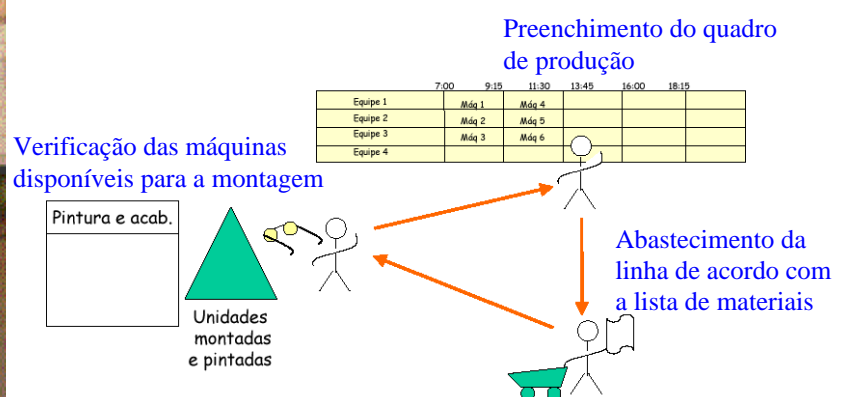 Preenchimento do quadro
de produção
7:00 9:15 11:30 13:45 16:00 18:15
Equipe 1 Máq 1 Máq 4
Equipe 2 Máq 2 Máq 5
Equipe 3 Máq 3 Máq 6
Equipe 4
Verificação das máquinas
disponíveis para a montagem
Pintura e acab.
Unidades
montadas
e pintadas
Abastecimento da
linha de acordo com
a lista de materiais